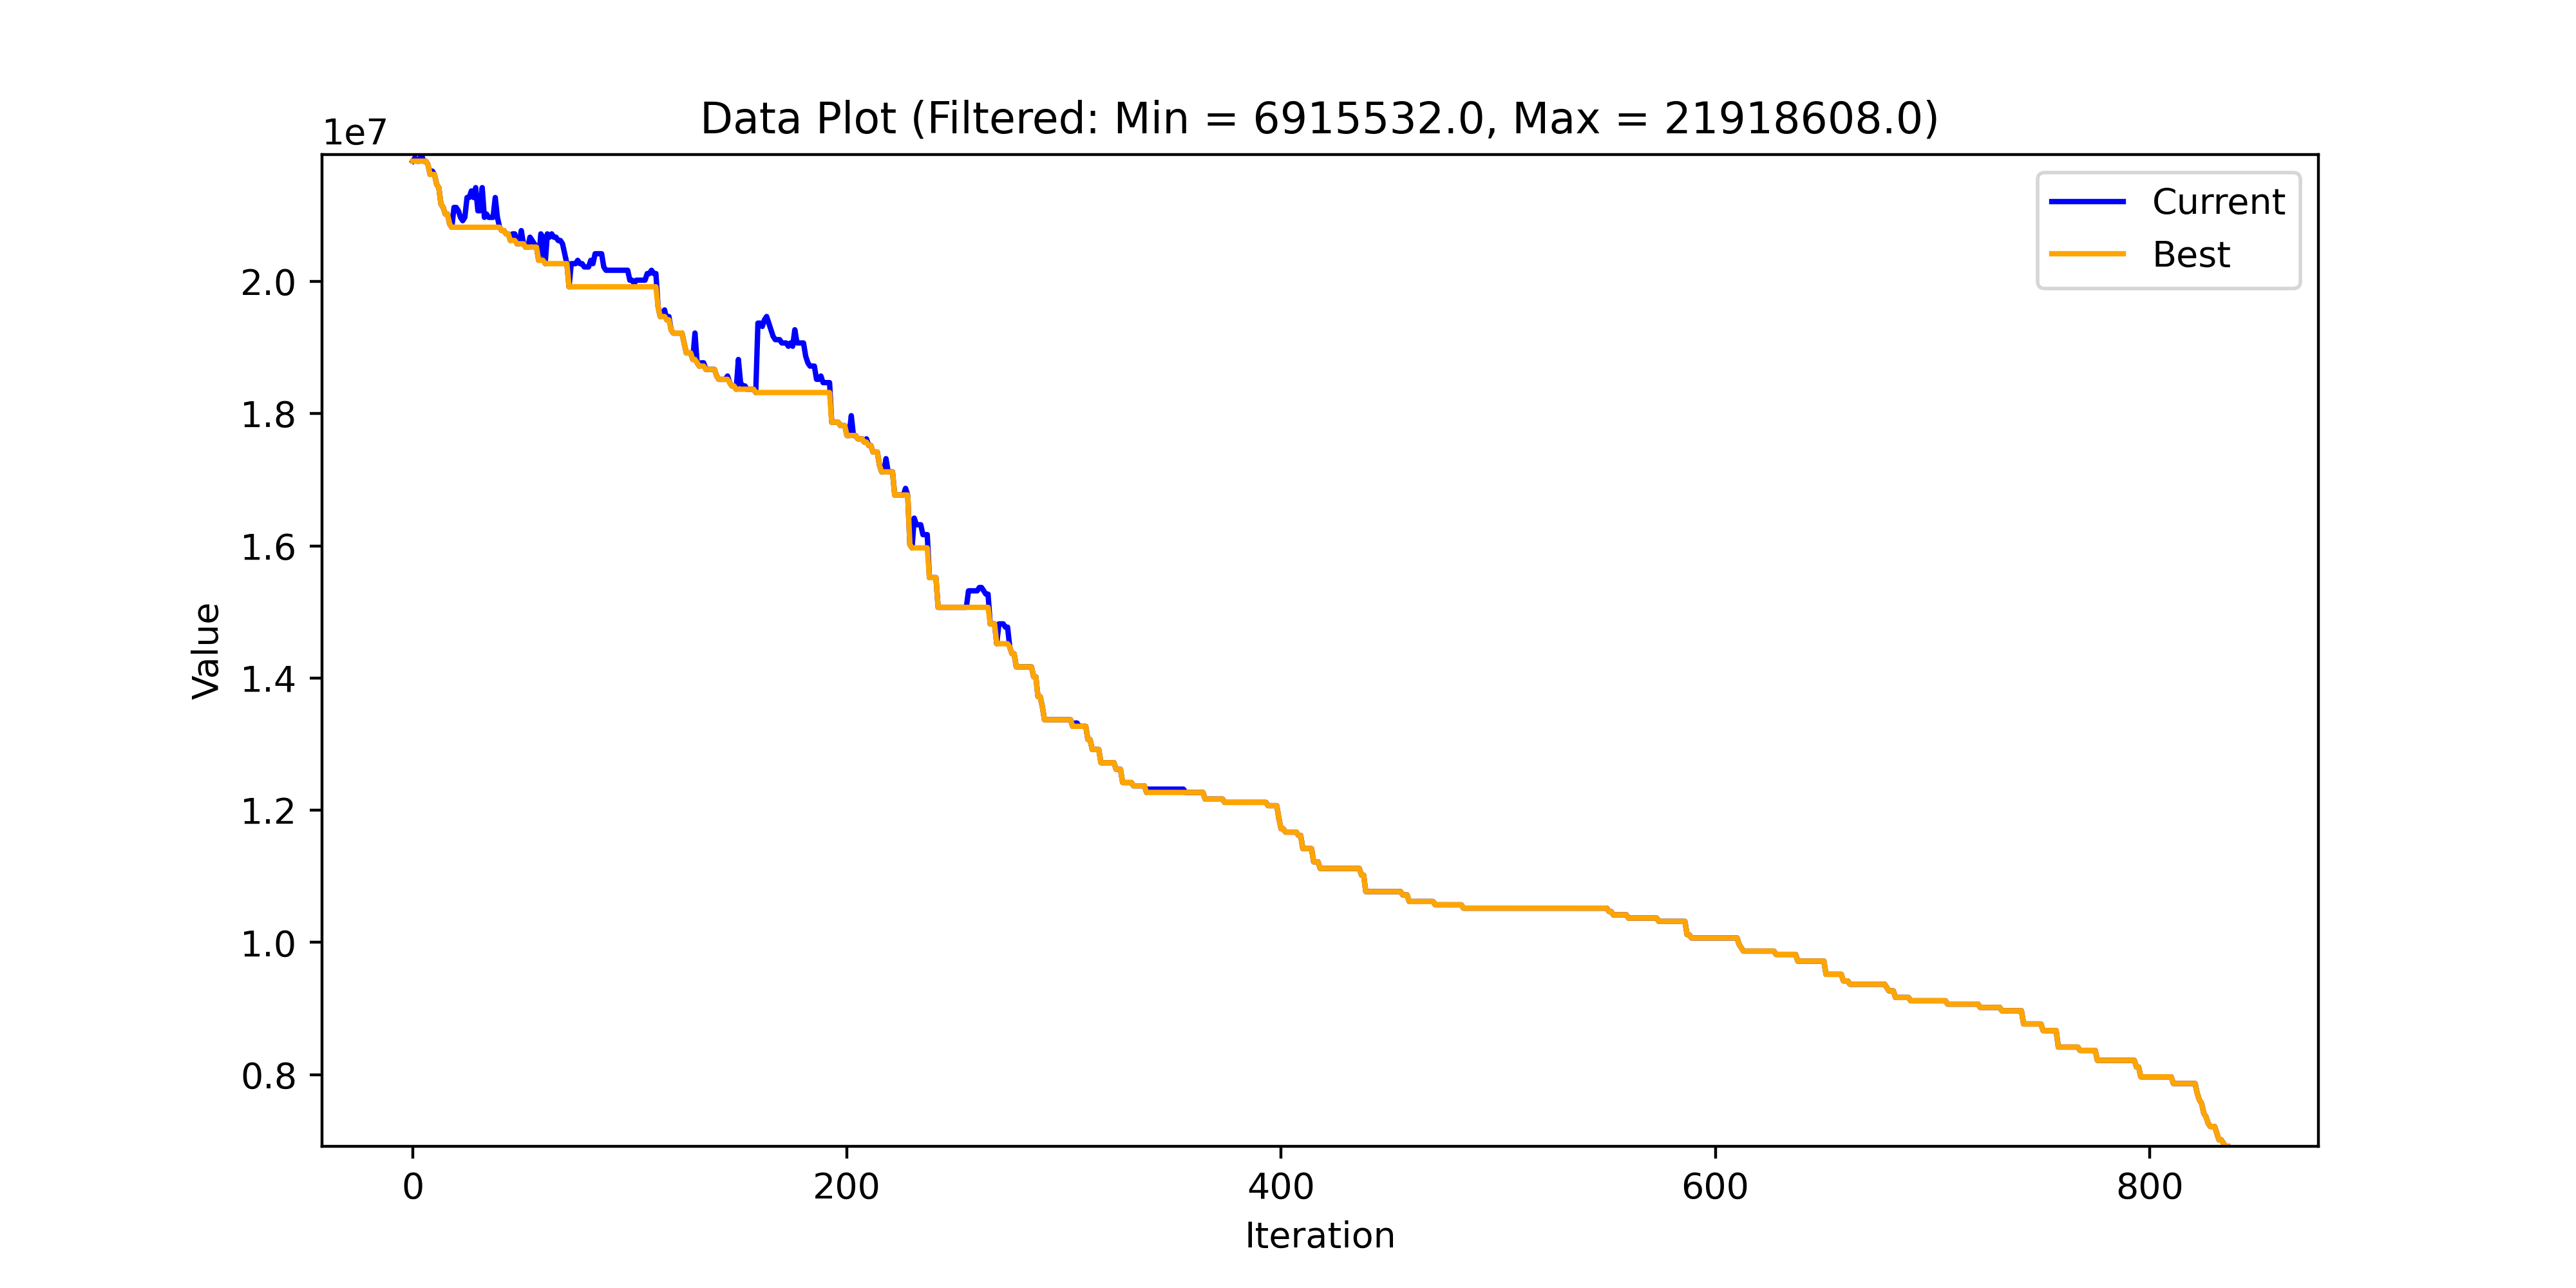 Data Plot (Filtered: Min = 6915532.0, Max = 21918608.0)
1e7
Current
Best
2.0
1.8
1.6
1.4
1.2
1.0
0.8
Value
0 200 400 600 800
Iteration